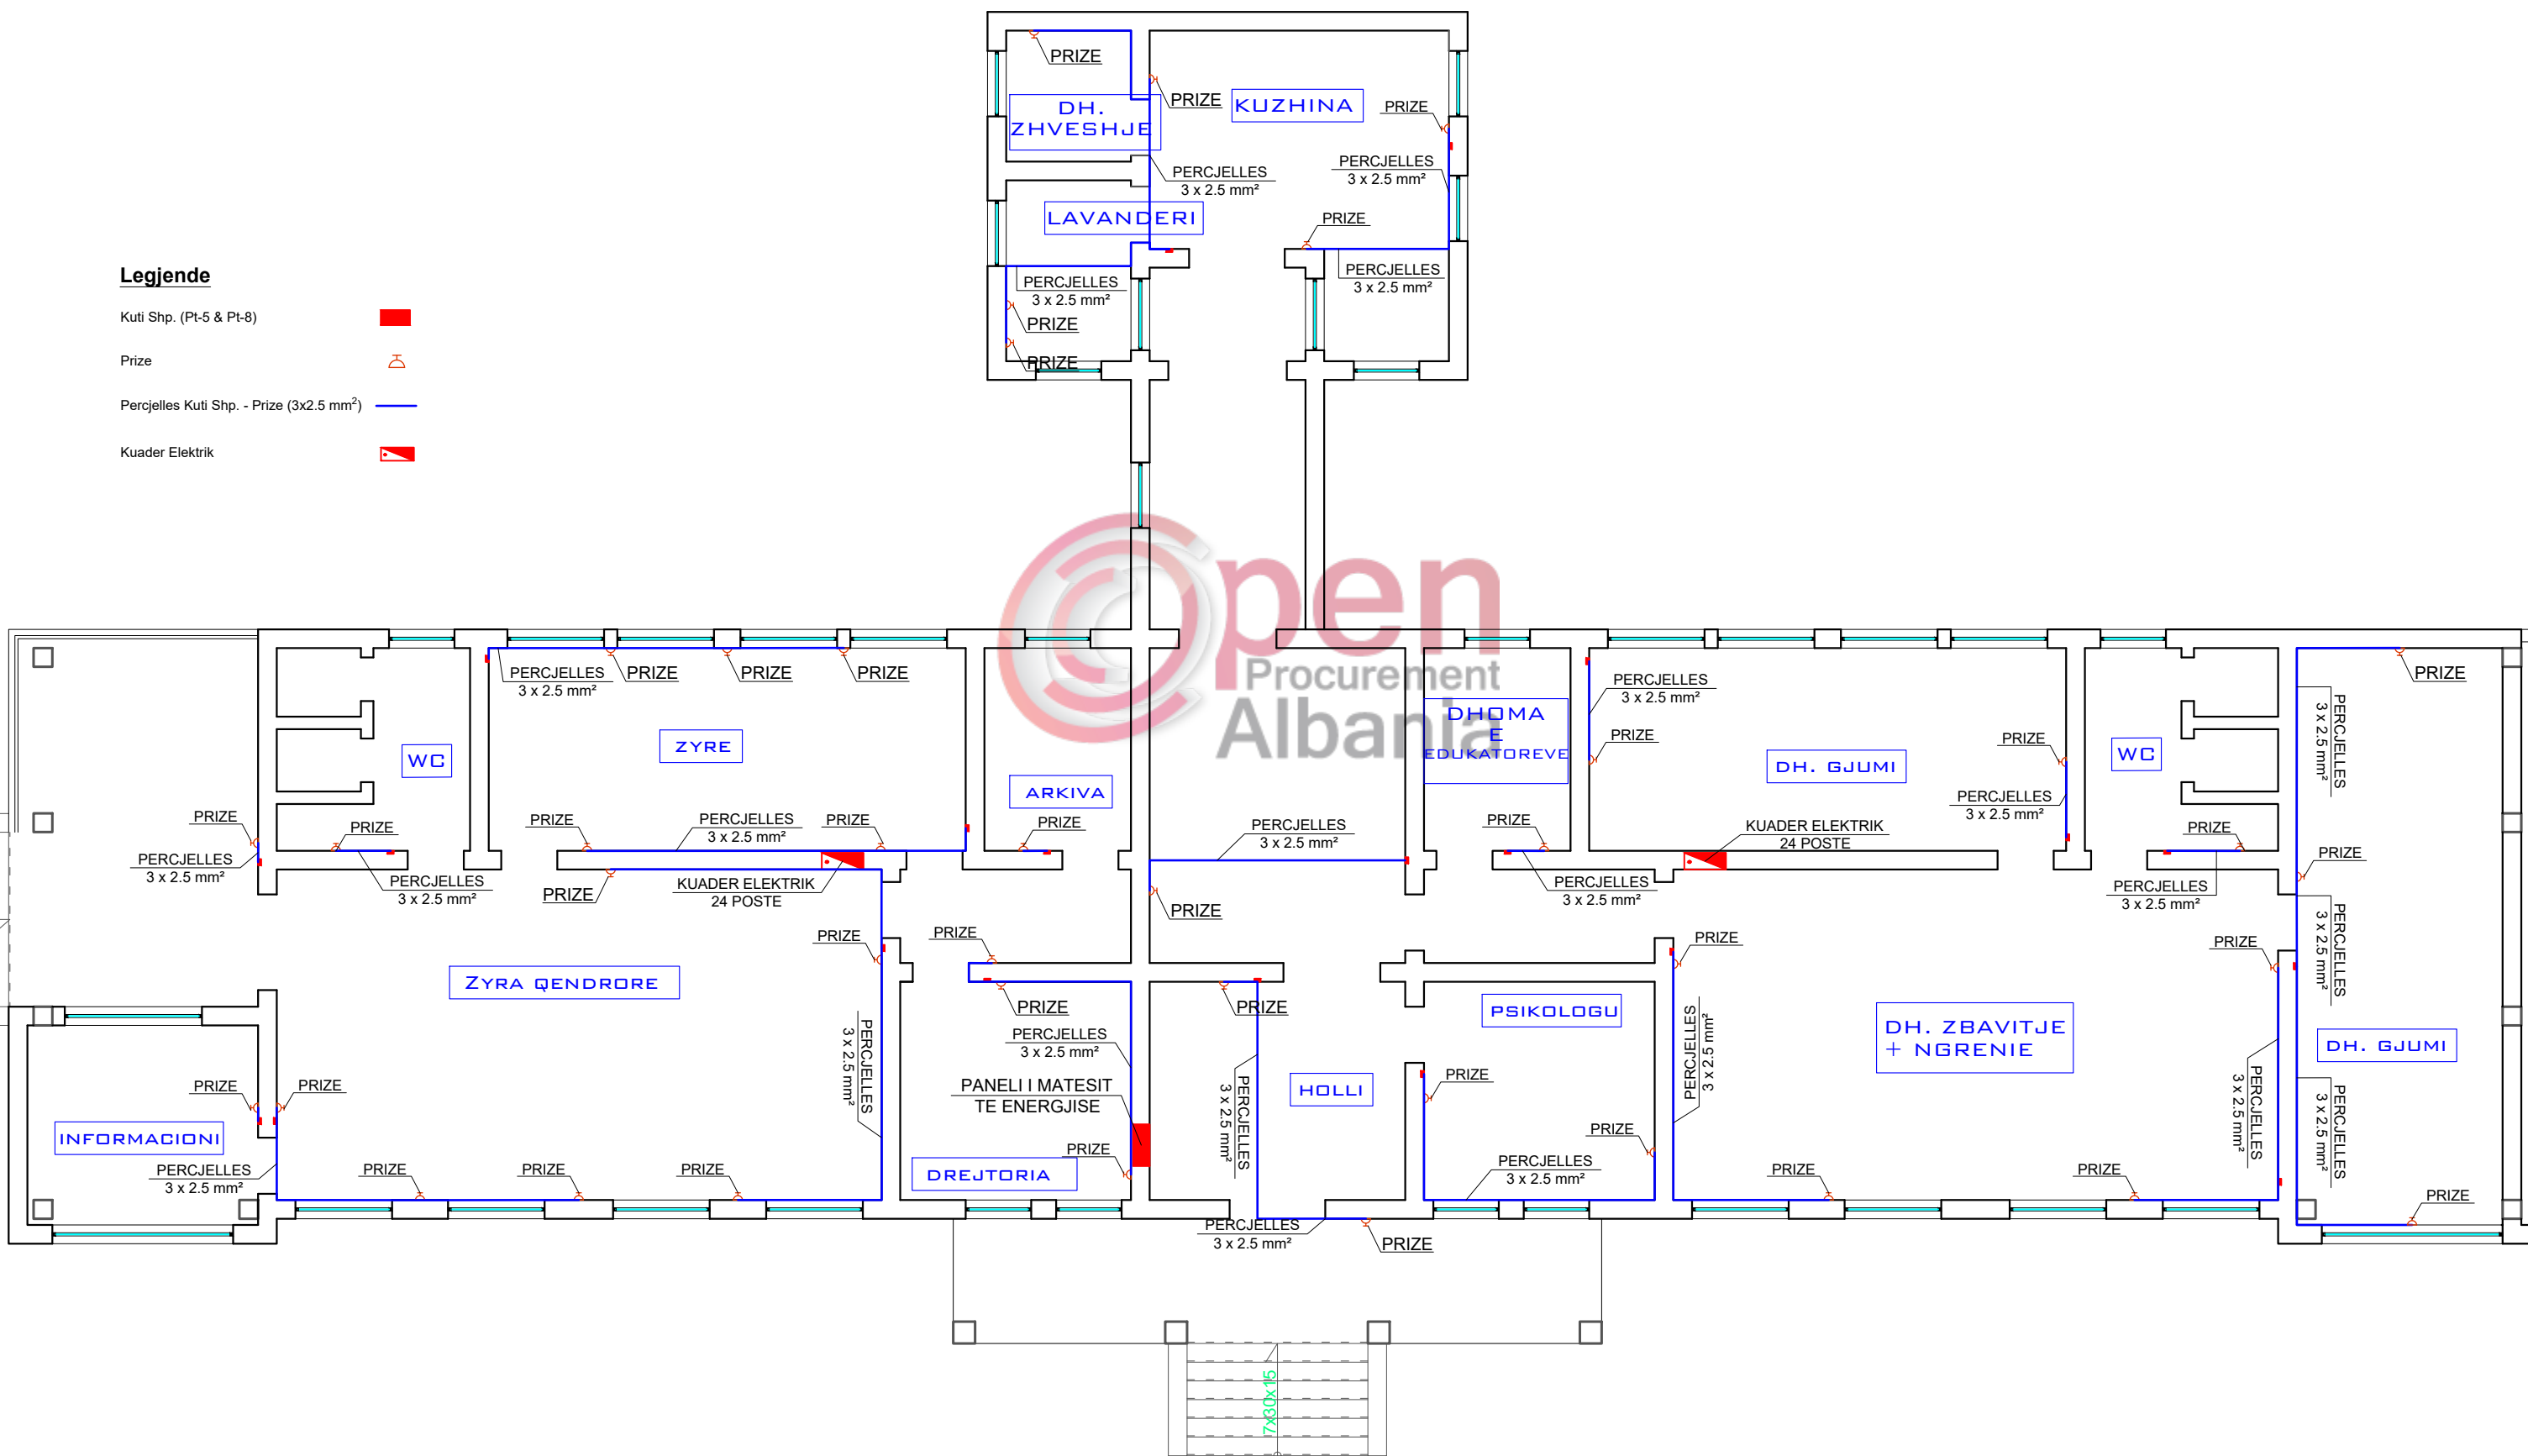 PRIZE
DH.
ZHVESHJE
PRIZE
KUZHINA
PRIZE
PERCJELLES
3 x 2.5 mm²
PERCJELLES
3 x 2.5 mm²
LAVANDERI
PRIZE
PERCJELLES
3 x 2.5 mm²
PERCJELLES
3 x 2.5 mm²
PRIZE
PRIZE
Legjende
Kuti Shp. (Pt-5 & Pt-8)
Prize
Percjelles Kuti Shp. - Prize (3x2.5 mm²)
Kuader Elektrik
Open
Procurement
Albania
PERCJELLES
3 x 2.5 mm²
PRIZE
PRIZE
PRIZE
ZYRE
WC
ARKIVA
PRIZE
PERCJELLES
3 x 2.5 mm²
PRIZE
PERCJELLES
3 x 2.5 mm²
PRIZE
PERCJELLES
3 x 2.5 mm²
PRIZE
PRIZE
KUADER ELEKTRIK
24 POSTE
PRIZE
DHOMA
E
EDUKATOREVE
PERCJELLES
3 x 2.5 mm²
PRIZE
DH. GJUMI
PRIZE
PERCJELLES
3 x 2.5 mm²
WC
PRIZE
PERCJELLES
3 x 2.5 mm²
PERCJELLES
3 x 2.5 mm²
PRIZE
PRIZE
PERCJELLES
3 x 2.5 mm²
KUADER ELEKTRIK
24 POSTE
PRIZE
PERCJELLES
3 x 2.5 mm²
PRIZE
PERCJELLES
3 x 2.5 mm²
ZYRA QENDRORE
PRIZE
PERCJELLES
3 x 2.5 mm²
PRIZE
PRIZE
PERCJELLES
3 x 2.5 mm²
PANELI I MATESIT
TE ENERGJISE
PRIZE
DREJTORIA
PRIZE
PERCJELLES
3 x 2.5 mm²
HOLLI
PSIKOLOGU
PRIZE
PRIZE
PERCJELLES
3 x 2.5 mm²
PRIZE
PERCJELLES
3 x 2.5 mm²
DH. ZBAVITJE
+ NGRENIE
PRIZE
PERCJELLES
3 x 2.5 mm²
PRIZE
PRIZE
DH. GJUMI
PERCJELLES
3 x 2.5 mm²
PRIZE
PRIZE
PRIZE
INFORMACIONI
PERCJELLES
3 x 2.5 mm²
PRIZE
PRIZE
PRIZE
PERCJELLES
3 x 2.5 mm²
PRIZE
7x30x15